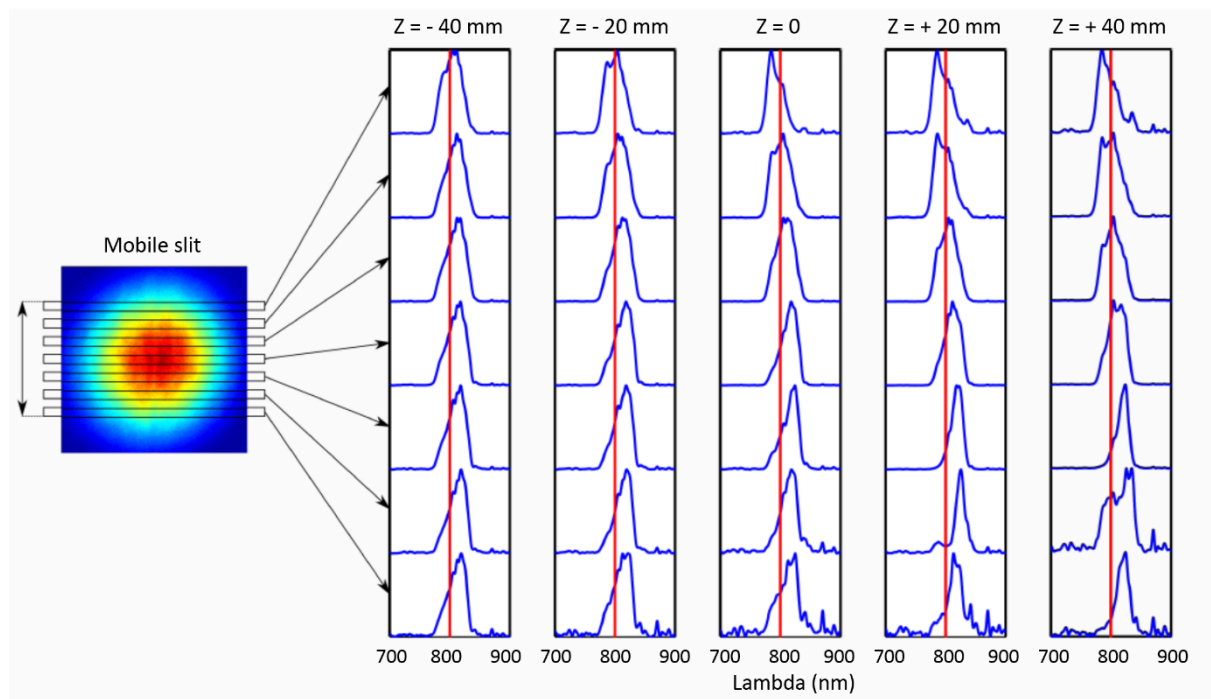 Z = - 40 mm
Z = - 20 mm
Z = 0
Z = + 20 mm
Z = + 40 mm
Mobile slit
700 800 900
700 800 900
700 800 900
700 800 900
700 800 900
Lambda (nm)